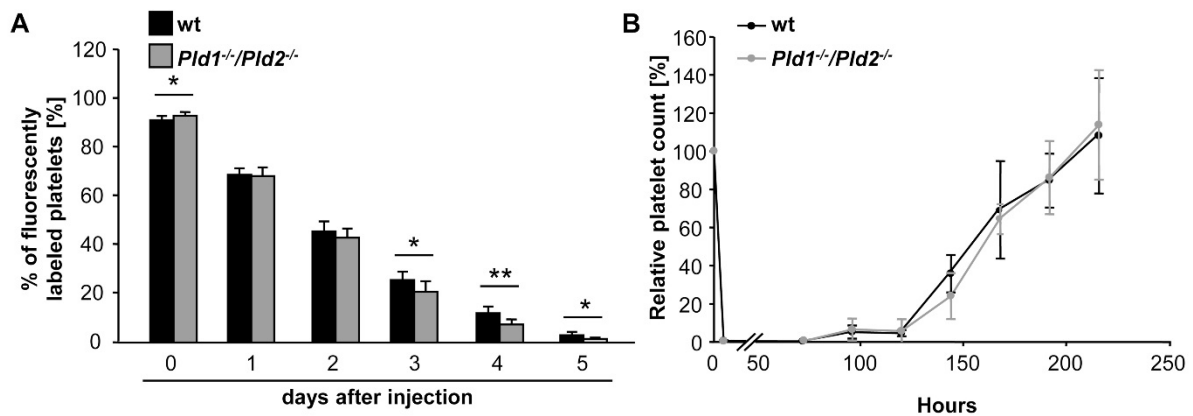 A
wt
Pld1-/-/Pld2-/-
% of fluorescently
labeled platelets [%]
120
100
80
60
40
20
0
*
*
**
*
0 1 2 3 4 5
days after injection
B
wt
Pld1-/-/Pld2-/-
Relative platelet count [%]
160
140
120
100
80
60
40
20
0
0 50 100 150 200 250
Hours